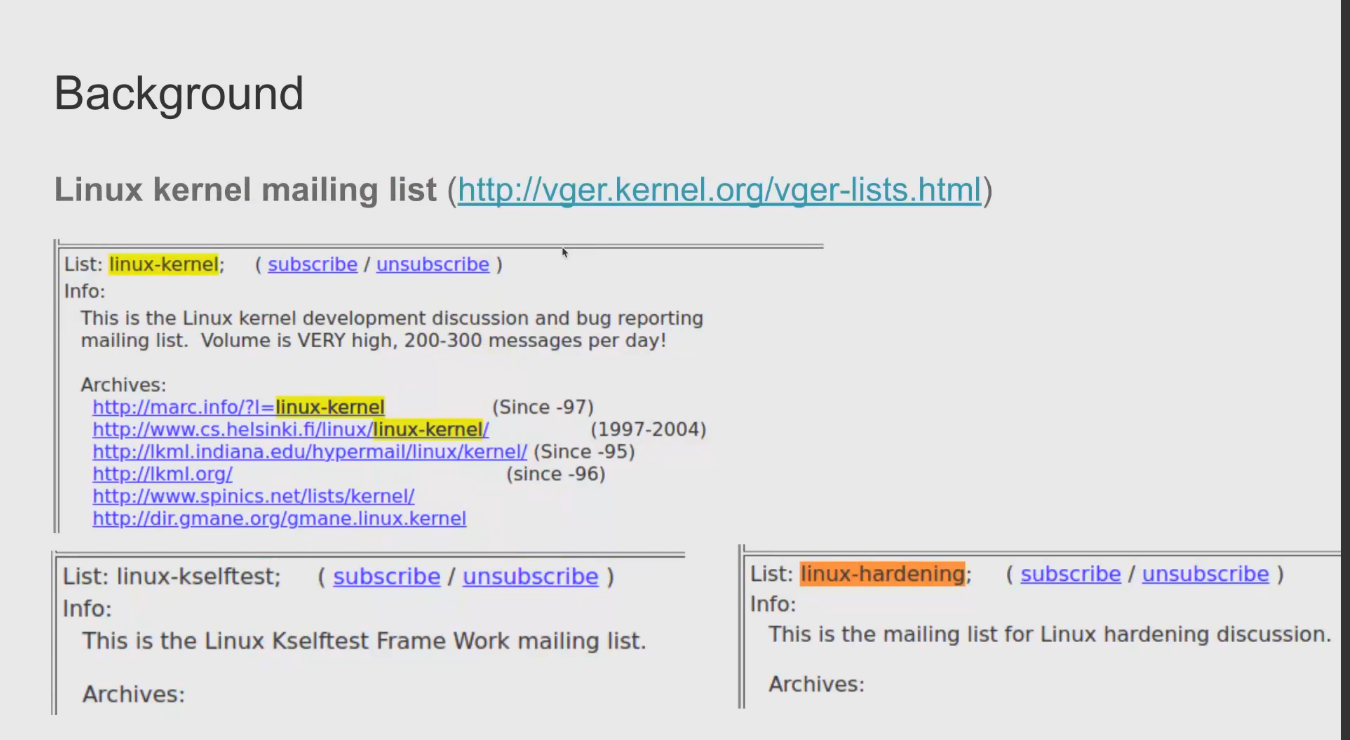 Background
Linux kernel mailing list (http://vger.kernel.org/vger-lists.html)
List: linux-kernel; ( subscribe / unsubscribe )
Info:
This is the Linux kernel development discussion and bug reporting
mailing list. Volume is VERY high, 200-300 messages per day!
Archives:
http://marc.info/?l=linux-kernel (Since -97)
http://www.cs.helsinki.fi/linux/linux-kernel/ (1997-2004)
http://lkml.indiana.edu/hypermail/linux/kernel/ (Since -95)
http://lkml.org/ (since -96)
http://www.spinics.net/lists/kernel/
http://dir.gmane.org/gmane.linux.kernel
List: linux-kselftest; ( subscribe / unsubscribe )
Info:
This is the Linux Kselftest Frame Work mailing list.
Archives:
List: linux-hardening; ( subscribe / unsubscribe )
Info:
This is the mailing list for Linux hardening discussion.
Archives: